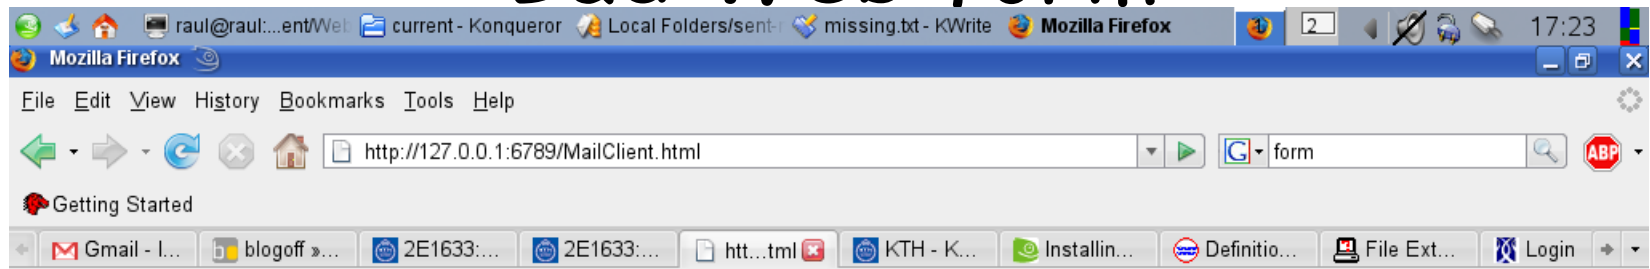 raul@raul:...ent/Web current - Konqueror Local Folders/sent- missing.txt - KWrite Mozilla Firefox 2 17:23
Mozilla Firefox
File Edit View History Bookmarks Tools Help
http://127.0.0.1:6789/MailClient.html G form ABP
Getting Started
Gmail - I... blogoff »... 2E1633:... 2E1633:... htt...tml KTH - K... Installin... Definitio... File Ext... Login